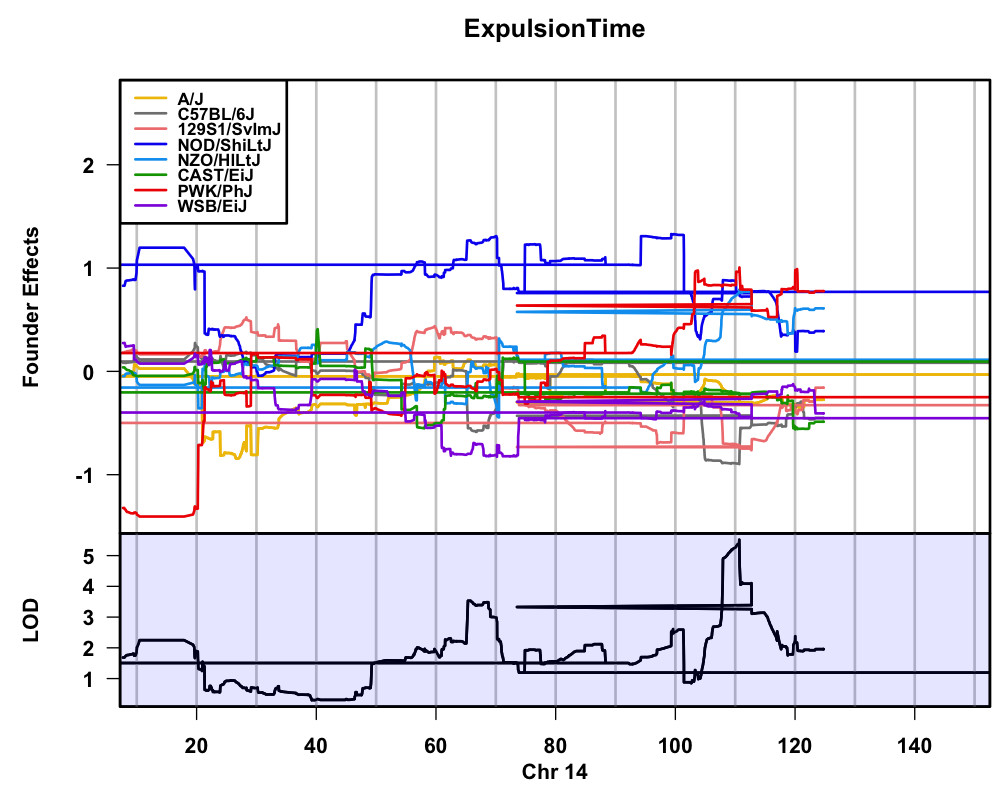 ExpulsionTime
A/J
C57BL/6J
129S1/SvImJ
NOD/ShiLtJ
NZO/HILtJ
CAST/EiJ
PWK/PhJ
WSB/EiJ
Founder Effects
2
1
0
-1
LOD
5
4
3
2
1
20 40 60 80 100 120 140
Chr 14